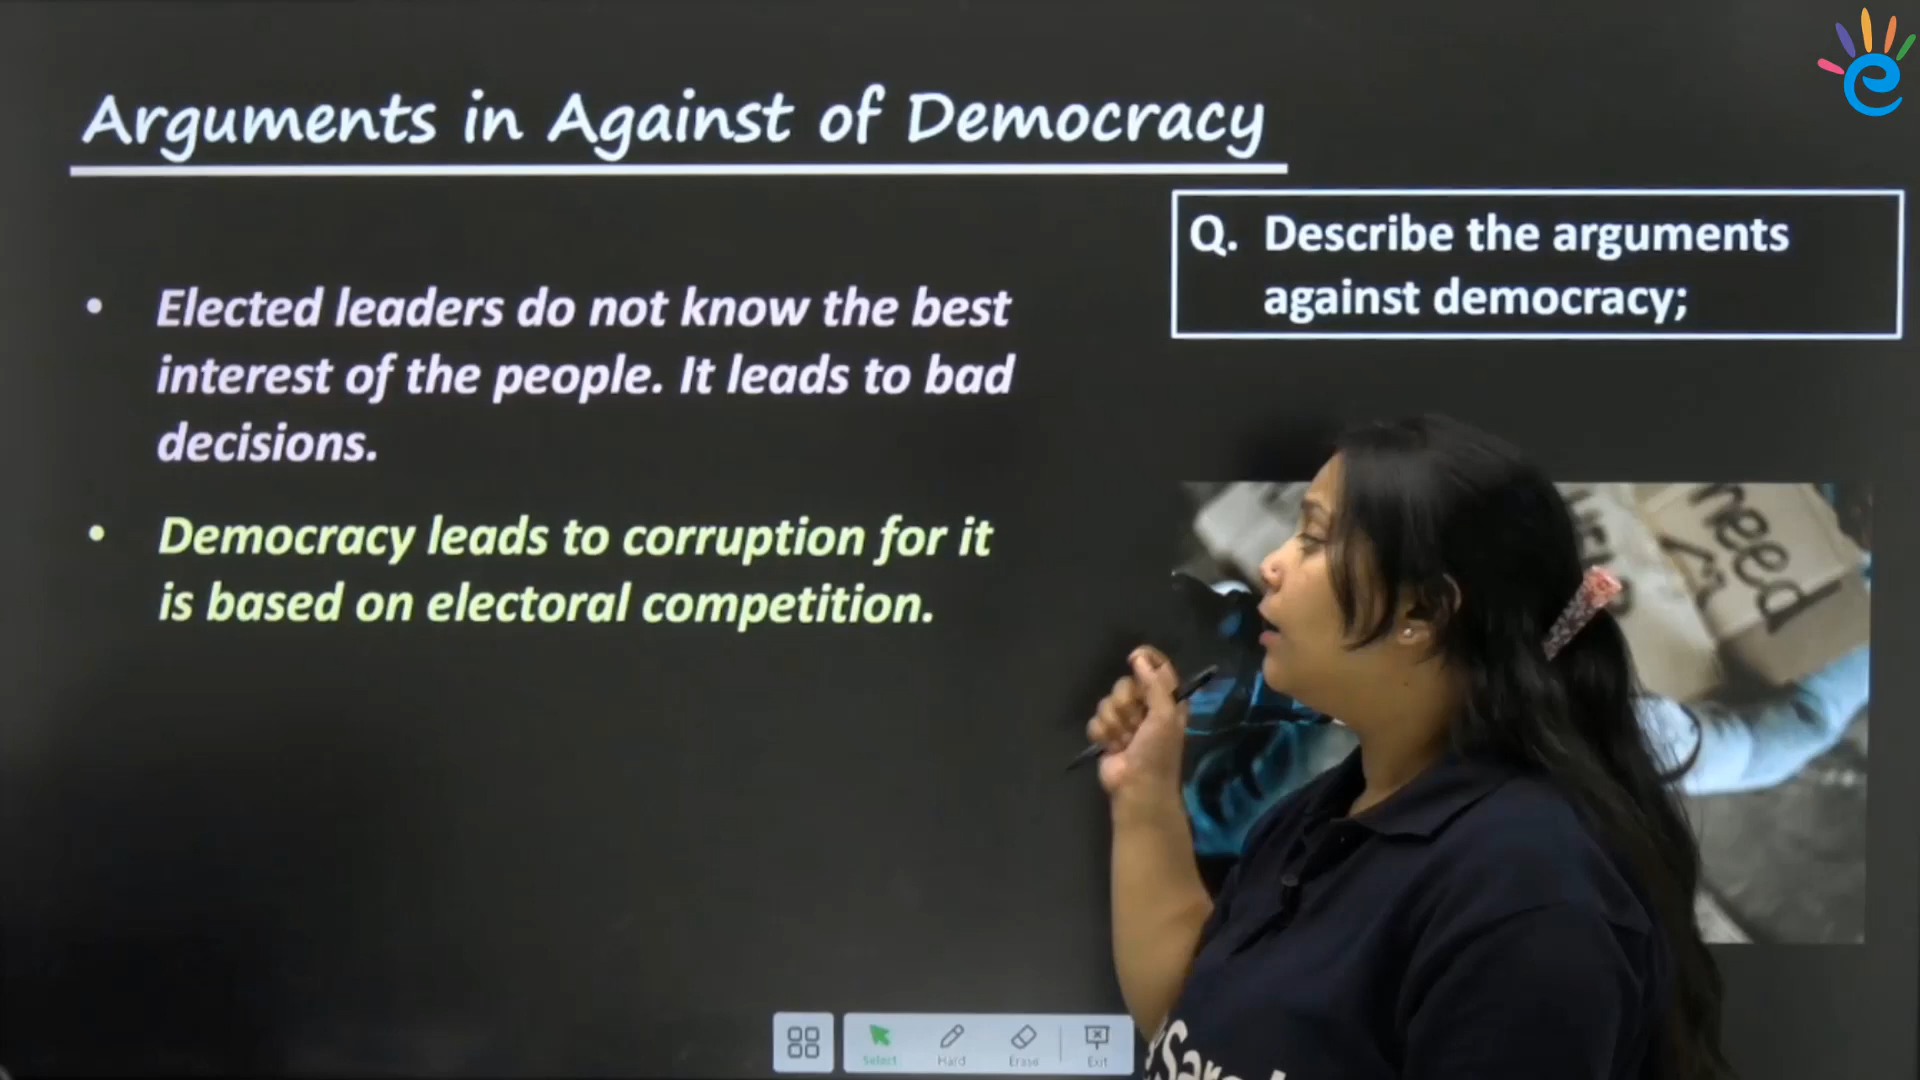 Arguments in Against of Democracy
Q. Describe the arguments
against democracy;
• Elected leaders do not know the best
interest of the people. It leads to bad
decisions.
• Democracy leads to corruption for it
is based on electoral competition.
need
Select
Hard
Erase
Exit